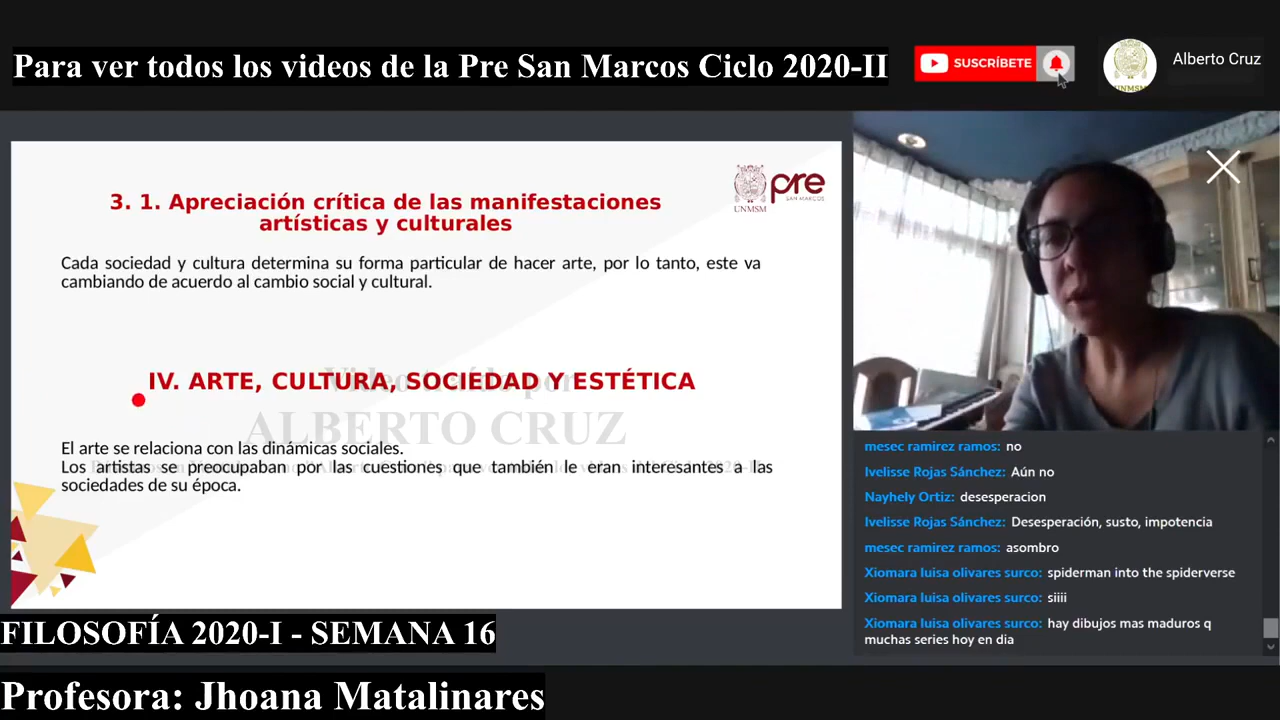 Para ver todos los videos de la Pre San Marcos Ciclo 2020-II
SUSCRÍBETE
UNMSM
Alberto Cruz
3. 1. Apreciación crítica de las manifestaciones
artísticas y culturales
UNMSM
pre
SAN MARCOS
Cada sociedad y cultura determina su forma particular de hacer arte, por lo tanto, este va
cambiando de acuerdo al cambio social y cultural.
IV. ARTE, CULTURA, SOCIEDAD Y ESTÉTICA
ALBERTO CRUZ
El arte se relaciona con las dinámicas sociales.
Los artistas se preocupaban por las cuestiones que también le eran interesantes a las
sociedades de su época.
mesec ramirez ramos: no
Ivelisse Rojas Sánchez: Aún no
Nayhely Ortiz: desesperacion
Ivelisse Rojas Sánchez: Desesperación, susto, impotencia
mesec ramirez ramos: asombro
Xiomara luisa olivares surco: spiderman into the spiderverse
Xiomara luisa olivares surco: siiii
Xiomara luisa olivares surco: hay dibujos mas maduros q
muchas series hoy en dia
FILOSOFÍA 2020-I - SEMANA 16
Profesora: Jhoana Matalinares